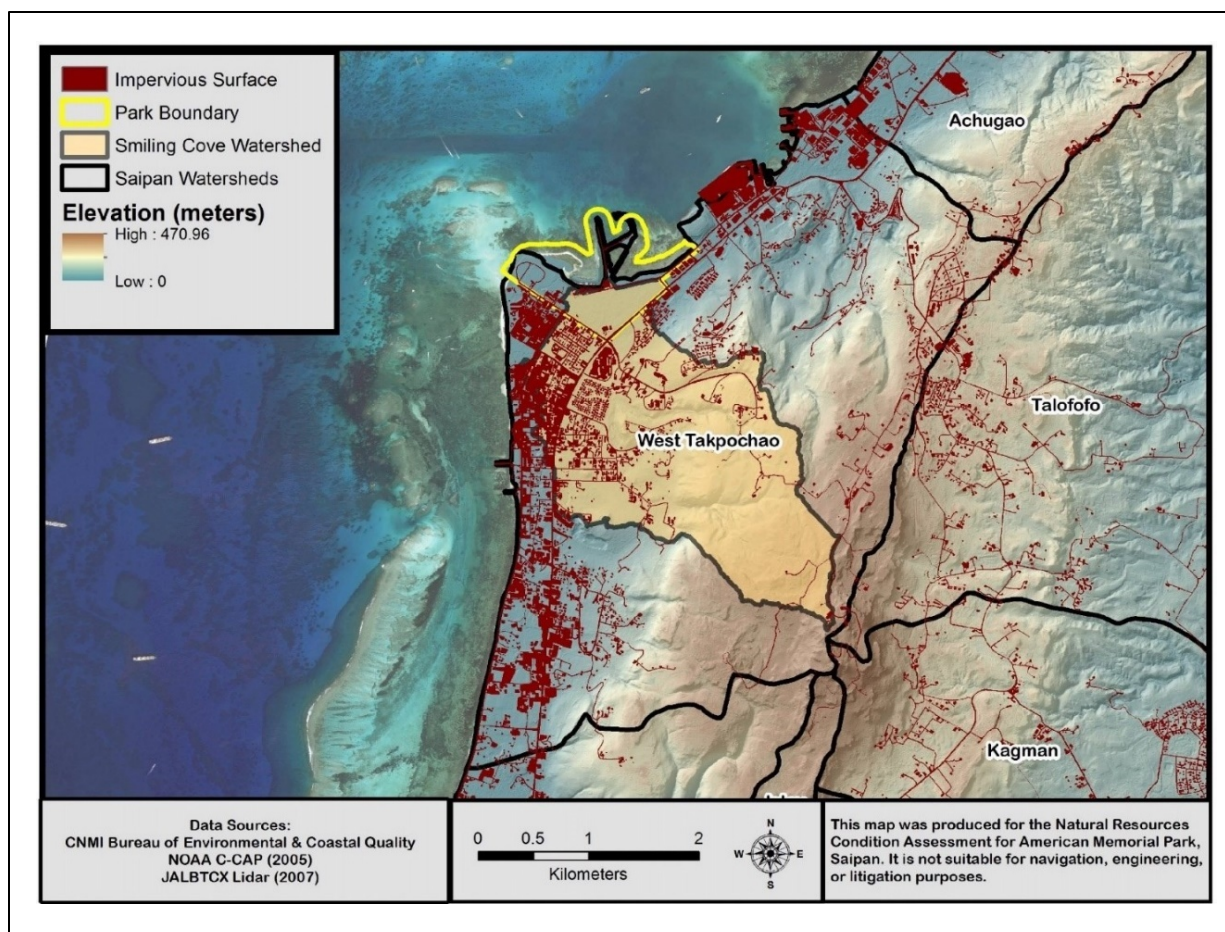 Impervious Surface
Park Boundary
Smiling Cove Watershed
Saipan Watersheds
Elevation (meters)
High : 470.96
Low : 0
Achugao
Talofofo
West Takpochao
Kagman
Data Sources:
CNMI Bureau of Environmental & Coastal Quality
NOAA C-CAP (2005)
JALBTCX Lidar (2007)
0 0.5 1 2
Kilometers
N
W E
S
This map was produced for the Natural Resources
Condition Assessment for American Memorial Park,
Saipan. It is not suitable for navigation, engineering,
or litigation purposes.